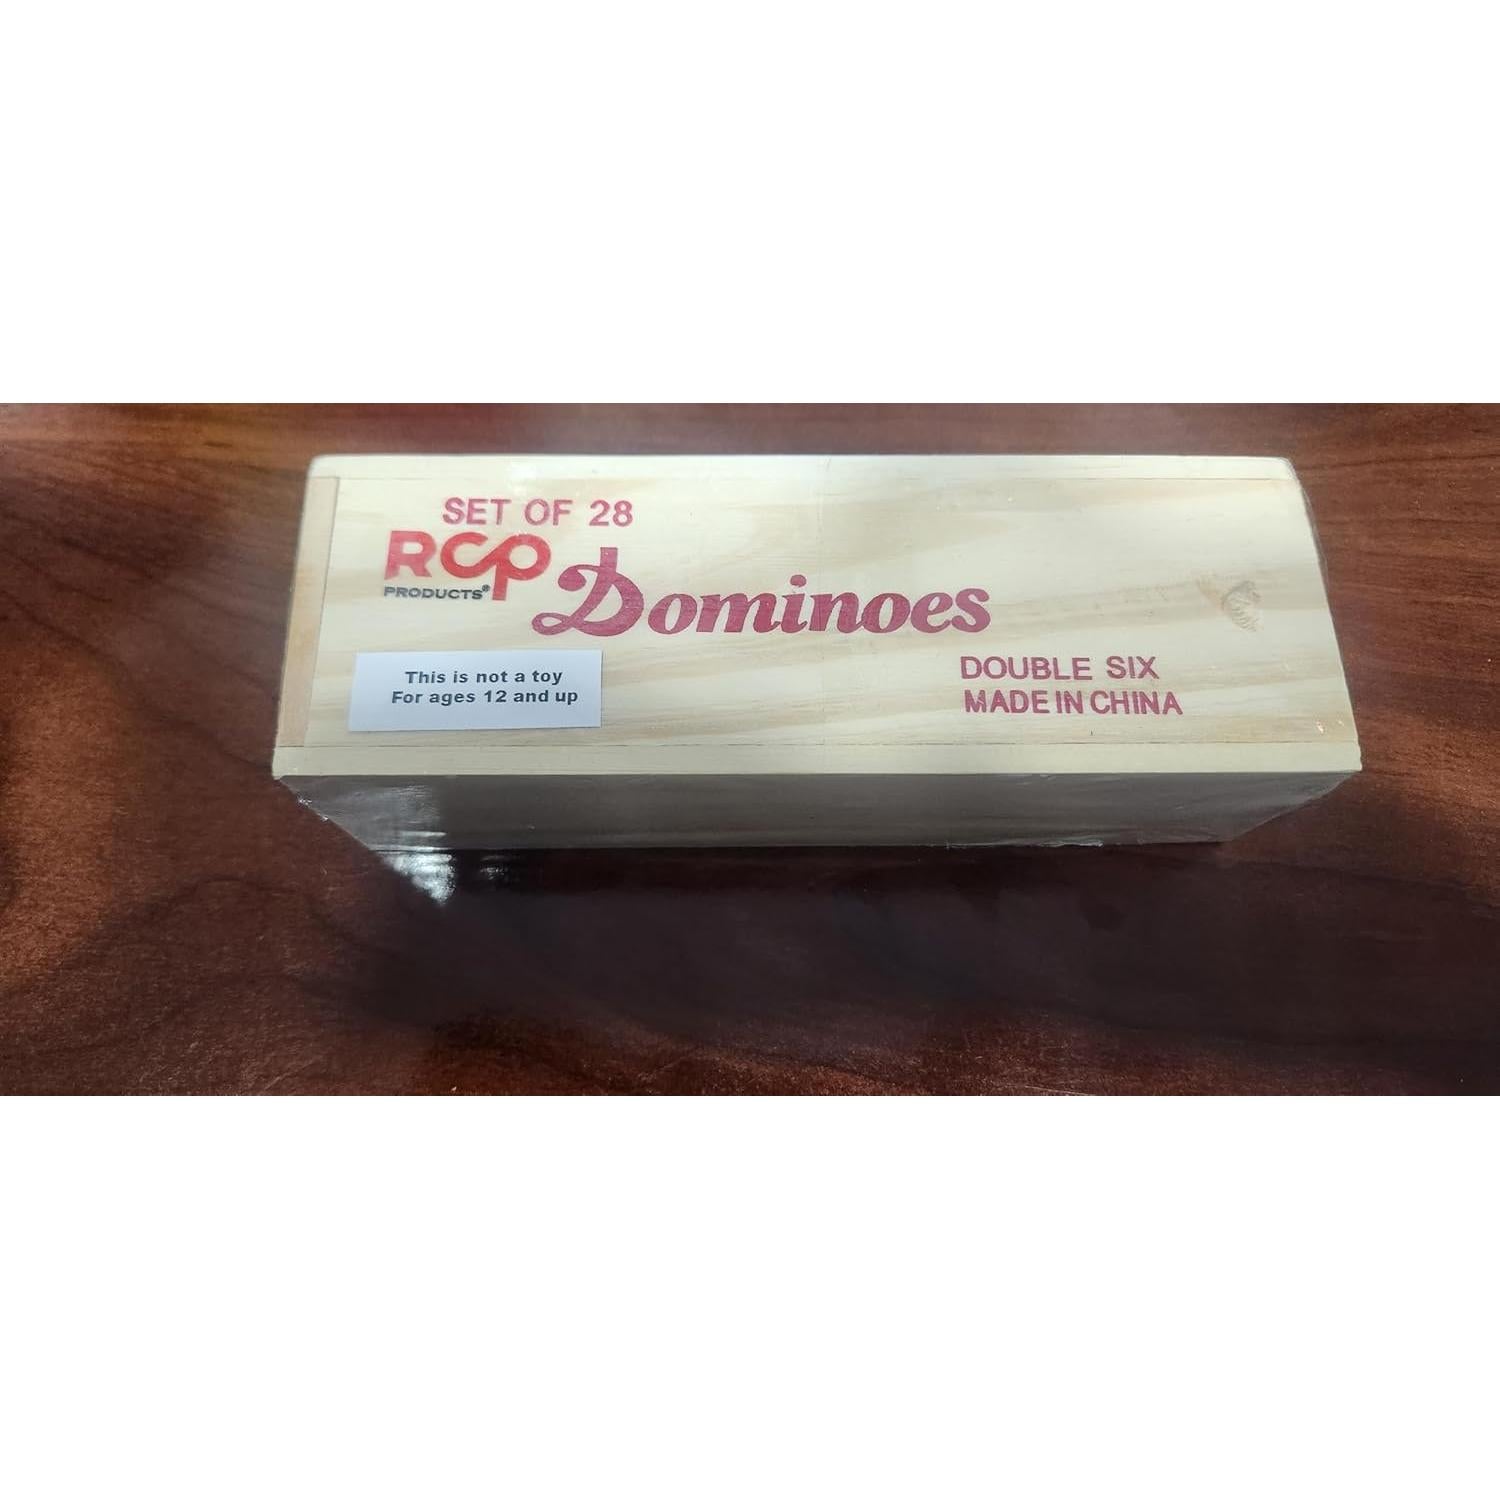 SET OF 28
RCP
PRODUCTS®
Dominoes
This is not a toy
For ages 12 and up
DOUBLE SIX
MADE IN CHINA